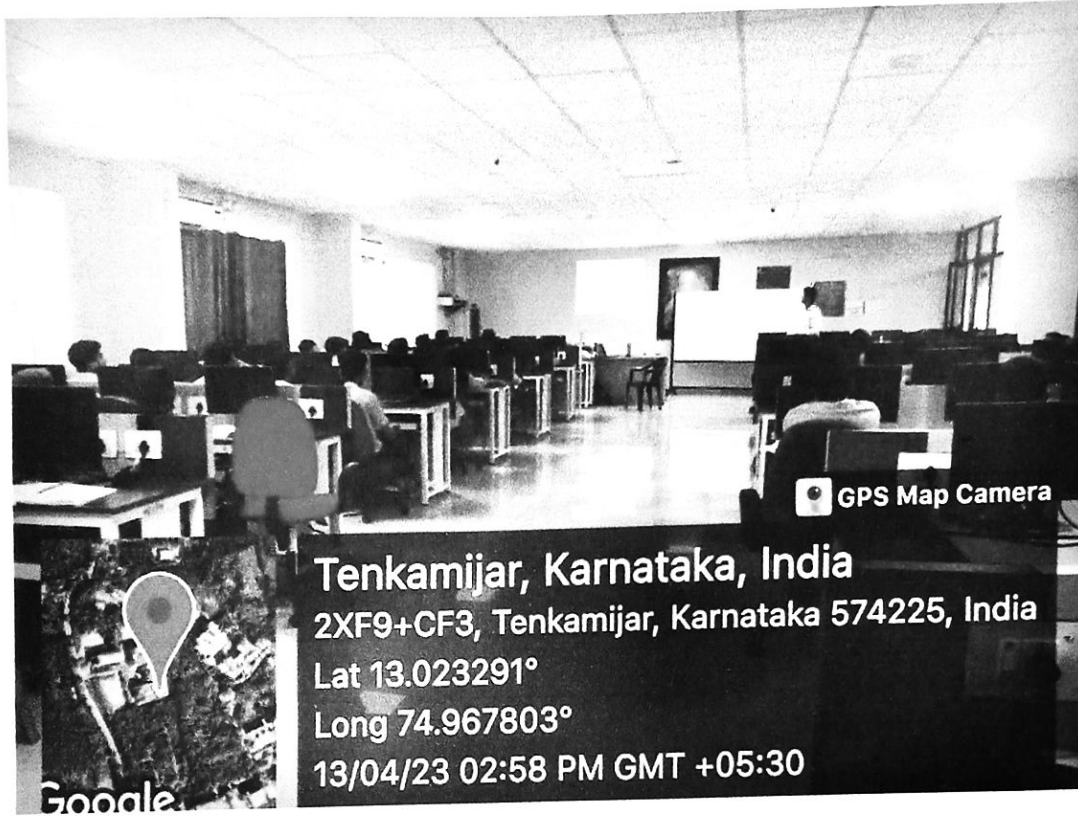 GPS Map Camera
Tenkamijar, Karnataka, India
2XF9+CF3, Tenkamijar, Karnataka 574225, India
Lat 13.023291°
Long 74.967803°
13/04/23 02:58 PM GMT +05:30
Google